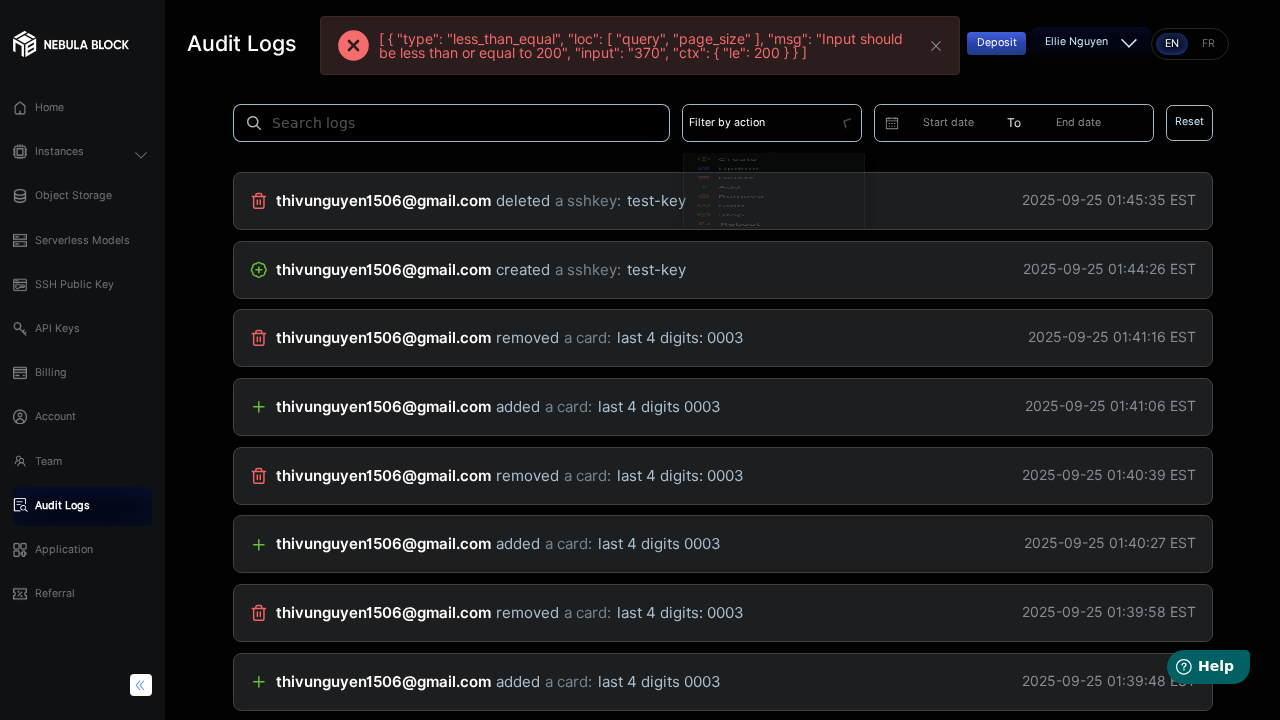 NEBULA BLOCK
Audit Logs
[ { "type": "less_than_equal", "loc": [ "query", "page_size" ], "msg": "Input should
be less than or equal to 200", "input": "370", "ctx": { "le": 200 } } ]
Deposit
Ellie Nguyen
EN
FR
Home
Instances
Object Storage
Serverless Models
SSH Public Key
API Keys
Billing
Account
Team
Audit Logs
Application
Referral
Search logs
Filter by action
Start date To End date
Reset
thivunguyen1506@gmail.com deleted a sshkey: test-key 2025-09-25 01:45:35 EST
thivunguyen1506@gmail.com created a sshkey: test-key 2025-09-25 01:44:26 EST
thivunguyen1506@gmail.com removed a card: last 4 digits: 0003 2025-09-25 01:41:16 EST
thivunguyen1506@gmail.com added a card: last 4 digits 0003 2025-09-25 01:41:06 EST
thivunguyen1506@gmail.com removed a card: last 4 digits: 0003 2025-09-25 01:40:39 EST
thivunguyen1506@gmail.com added a card: last 4 digits 0003 2025-09-25 01:40:27 EST
thivunguyen1506@gmail.com removed a card: last 4 digits: 0003 2025-09-25 01:39:58 EST
thivunguyen1506@gmail.com added a card: last 4 digits 0003 2025-09-25 01:39:48 EST
Help